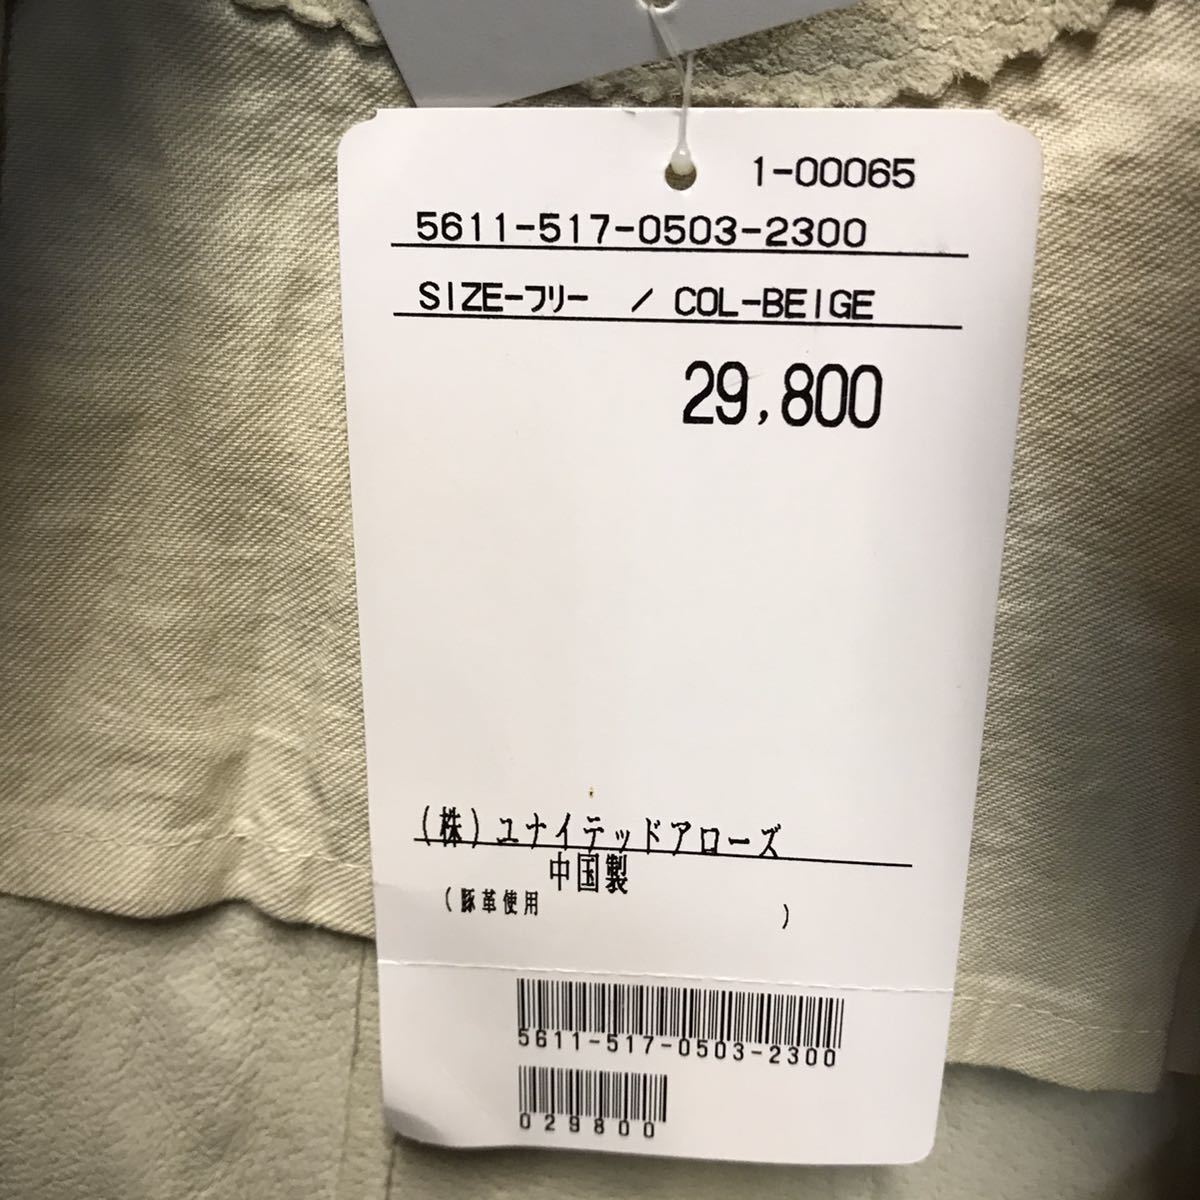 1-00065
5611-517-0503-2300
SIZE-フリー / COL-BEIGE
29,800
(株)ユナイテッドアローズ
中国製
(豚革使用 )
5611-517-0503-2300
029800